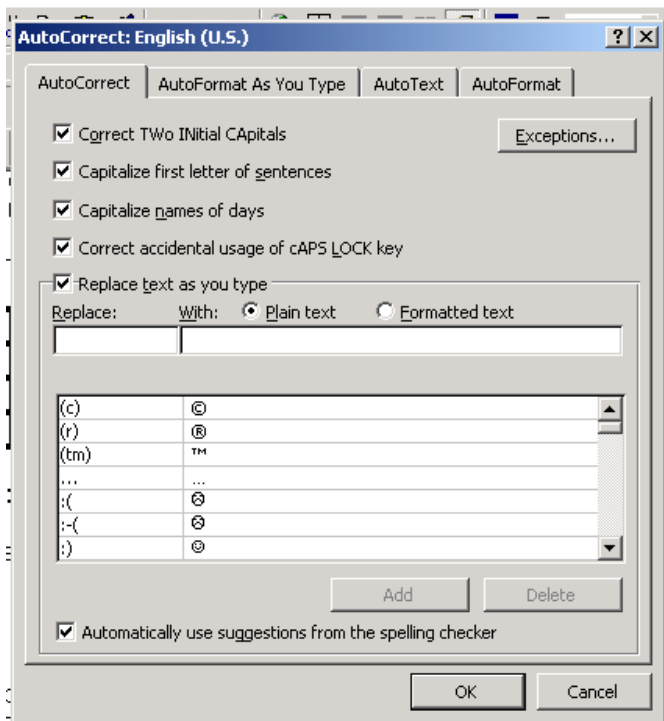 AutoCorrect: English (U.S.)
AutoCorrect AutoFormat As You Type AutoText AutoFormat
Correct TWo INitial CApitals Exceptions...
Capitalize first letter of sentences
Capitalize names of days
Correct accidental usage of cAPS LOCK key
Replace text as you type
Replace: With: Plain text Formatted text
(c) ©
(r) ®
(tm) ™
... ...
:( ☹
:-( ☹
:) ☺
Add Delete
Automatically use suggestions from the spelling checker
OK Cancel